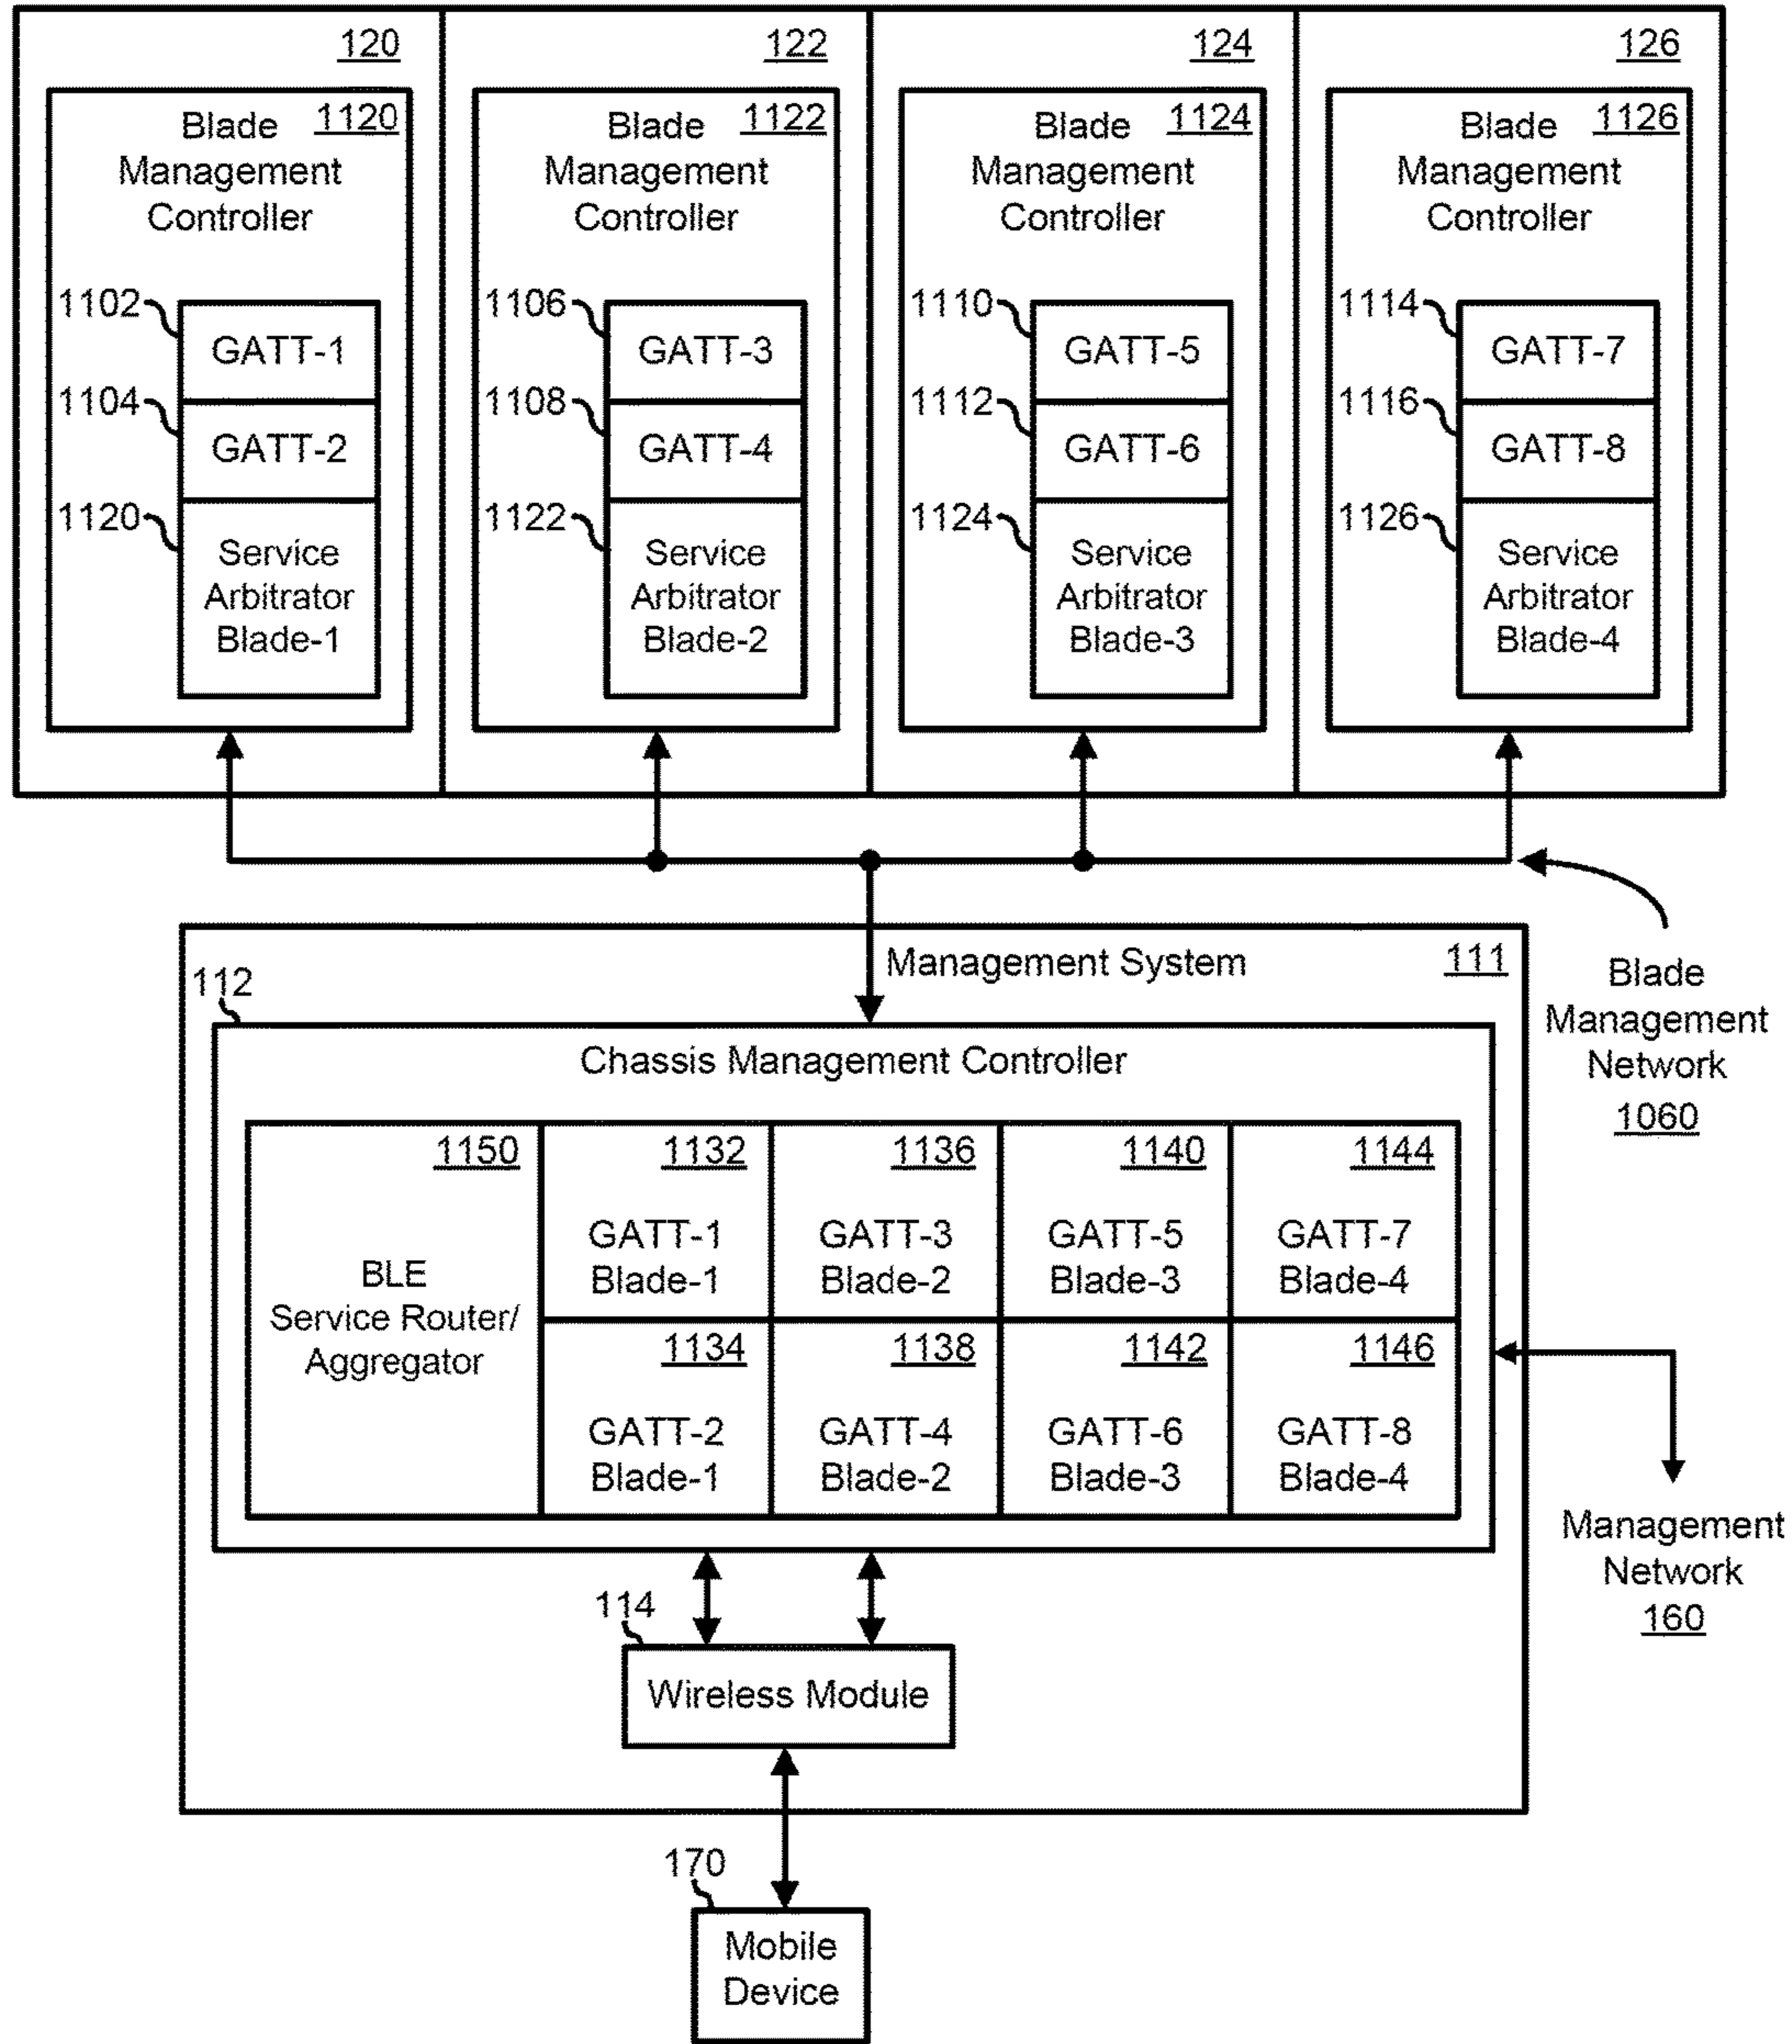 120
1120
Blade
Management
Controller
1102
GATT-1
1104
GATT-2
1120
Service
Arbitrator
Blade-1
122
1122
Blade
Management
Controller
1106
GATT-3
1108
GATT-4
1122
Service
Arbitrator
Blade-2
124
1124
Blade
Management
Controller
1110
GATT-5
1112
GATT-6
1124
Service
Arbitrator
Blade-3
126
1126
Blade
Management
Controller
1114
GATT-7
1116
GATT-8
1126
Service
Arbitrator
Blade-4
Blade
Management
Network
1060
Management System
111
112
Chassis Management Controller
1150
BLE
Service Router/
Aggregator
1132
GATT-1
Blade-1
1136
GATT-3
Blade-2
1140
GATT-5
Blade-3
1144
GATT-7
Blade-4
1134
GATT-2
Blade-1
1138
GATT-4
Blade-2
1142
GATT-6
Blade-3
1146
GATT-8
Blade-4
Management
Network
160
114
Wireless Module
170
Mobile
Device